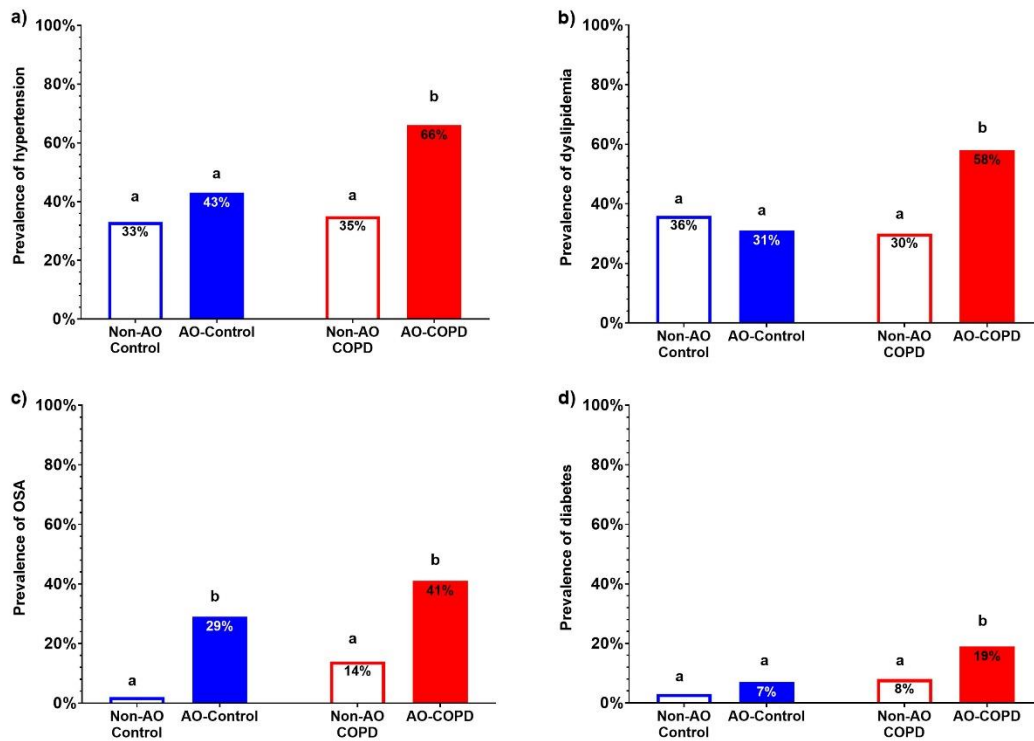 a)
Prevalence of hypertension
100%
80%
60%
40%
20%
0%
a
33%
a
43%
a
35%
b
66%
Non-AO
Control
AO-Control
Non-AO
COPD
AO-COPD
b)
Prevalence of dyslipidemia
100%
80%
60%
40%
20%
0%
a
36%
a
31%
a
30%
b
58%
Non-AO
Control
AO-Control
Non-AO
COPD
AO-COPD
c)
Prevalence of OSA
100%
80%
60%
40%
20%
0%
a
b
29%
a
14%
b
41%
Non-AO
Control
AO-Control
Non-AO
COPD
AO-COPD
d)
Prevalence of diabetes
100%
80%
60%
40%
20%
0%
a
a
7%
a
8%
b
19%
Non-AO
Control
AO-Control
Non-AO
COPD
AO-COPD